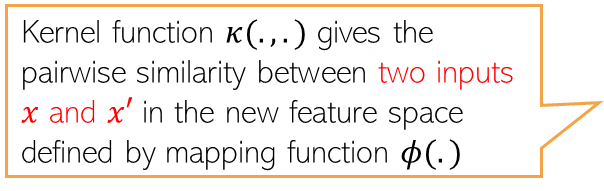 Kernel function κ(.,.) gives the
pairwise similarity between two inputs
x and x′ in the new feature space
defined by mapping function ϕ(.)